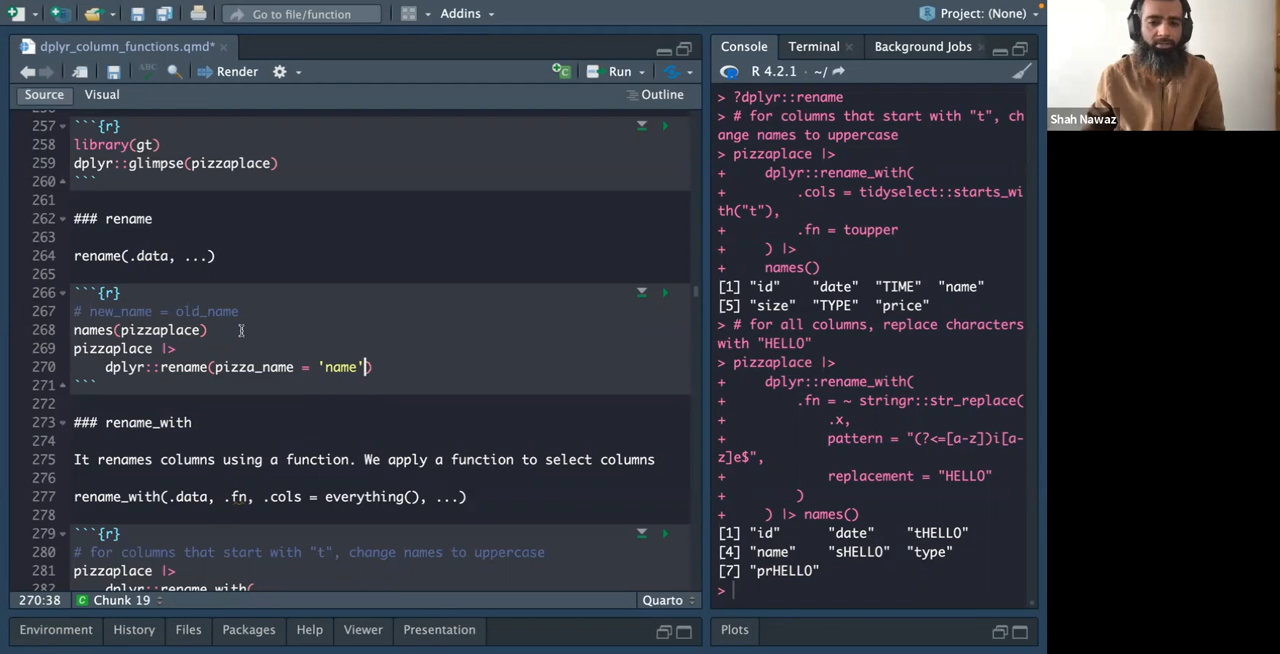 Go to file/function
Addins
Project: (None)
dplyr_column_functions.qmd*
ABC
Render
Run
Source
Visual
Outline
257 ```{r}
258 library(gt)
259 dplyr::glimpse(pizzaplace)
260 ```
261
262 ### rename
263
264 rename(.data, ...)
265
266 ```{r}
267 # new_name = old_name
268 names(pizzaplace)
269 pizzaplace |>
270 dplyr::rename(pizza_name = 'name')
271 ```
272
273 ### rename_with
274
275 It renames columns using a function. We apply a function to select columns
276
277 rename_with(.data, .fn, .cols = everything(), ...)
278
279 ```{r}
280 # for columns that start with "t", change names to uppercase
281 pizzaplace |>
282 dplyr::rename_with(
270:38
Chunk 19
Quarto
Environment
History
Files
Packages
Help
Viewer
Presentation
Console
Terminal
Background Jobs
R 4.2.1 · ~/
> ?dplyr::rename
> # for columns that start with "t", ch
ange names to uppercase
> pizzaplace |>
+ dplyr::rename_with(
+ .cols = tidyselect::starts_wi
th("t"),
+ .fn = toupper
+ ) |>
+ names()
[1] "id" "date" "TIME" "name"
[5] "size" "TYPE" "price"
> # for all columns, replace characters
with "HELLO"
> pizzaplace |>
+ dplyr::rename_with(
+ .fn = ~ stringr::str_replace(
+ .x,
+ pattern = "(?<=[a-z])i[a-
z]e$",
+ replacement = "HELLO"
+ )
+ ) |> names()
[1] "id" "date" "tHELLO"
[4] "name" "sHELLO" "type"
[7] "prHELLO"
>
Plots
Shah Nawaz